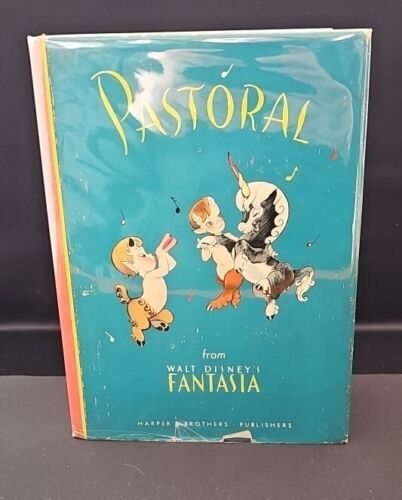 PASTORAL
from
WALT DISNEY'S
FANTASIA
HARPER & BROTHERS · PUBLISHERS